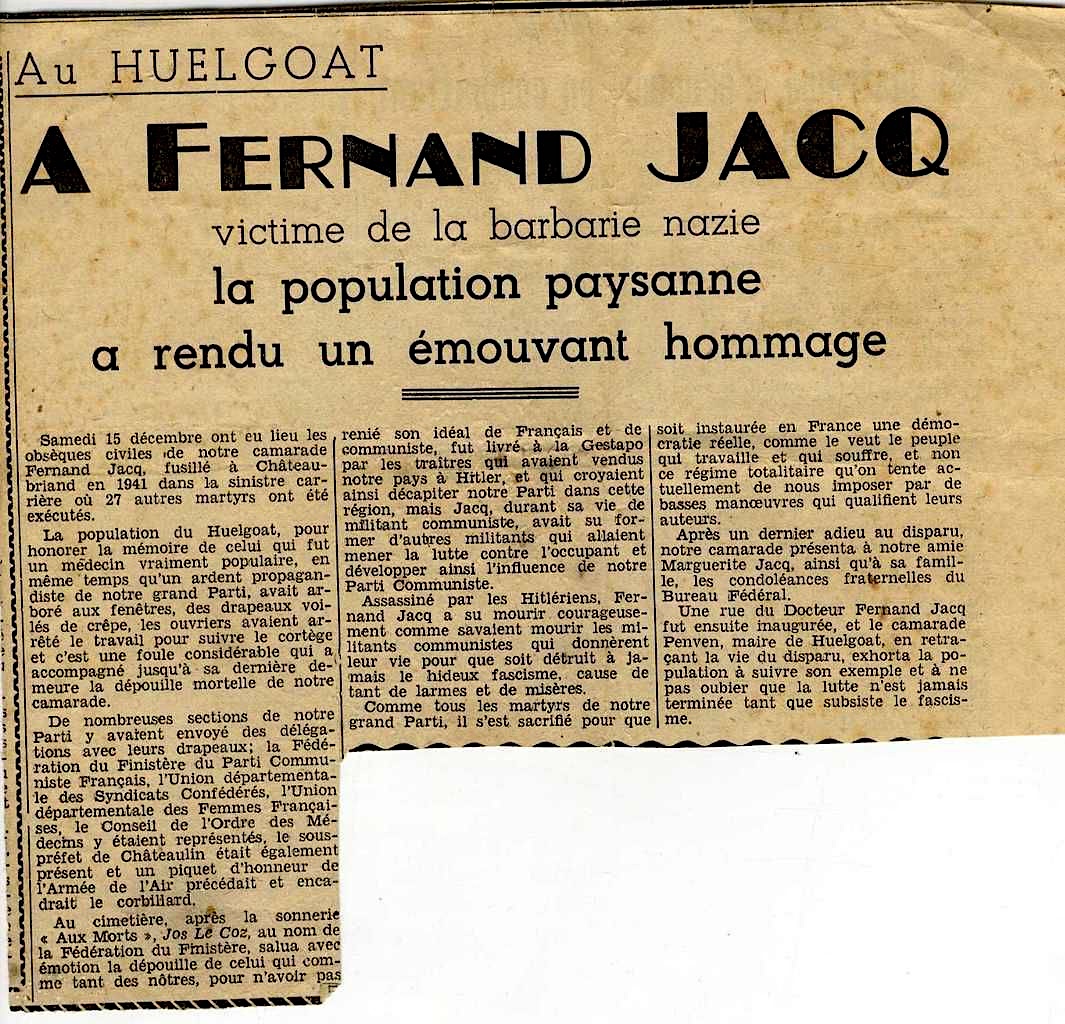 Au HUELGOAT
A FERNAND JACQ
victime de la barbarie nazie
la population paysanne
a rendu un émouvant hommage
Samedi 15 décembre ont eu lieu les
obsèques civiles de notre camarade
Fernand Jacq, fusillé à Château-
briand en 1941 dans la sinistre car-
rière où 27 autres martyrs ont été
exécutés.
La population du Huelgoat, pour
honorer la mémoire de celui qui fut
un médecin vraiment populaire, en
même temps qu'un ardent propagan-
diste de notre grand Parti, avait ar-
boré aux fenêtres, des drapeaux voi-
lés de crêpe, les ouvriers avaient ar-
rêté le travail pour suivre le cortège
et c'est une foule considérable qui a
accompagné jusqu'à sa dernière de-
meure la dépouille mortelle de notre
camarade.
De nombreuses sections de notre
Parti y avaient envoyé des déléga-
tions avec leurs drapeaux; la Fédé-
ration du Finistère du Parti Commu-
niste Français, l'Union départementa-
le des Syndicats Confédérés, l'Union
départementale des Femmes Françai-
ses, le Conseil de l'Ordre des Mé-
decins y étaient représentés, le sous-
préfet de Châteaulin était également
présent et un piquet d'honneur de
l'Armée de l'Air précédait et enca-
drait le corbillard.
Au cimetière, après la sonnerie
« Aux Morts », Jos Le Coz, au nom de
la Fédération du Finistère, salua avec
émotion la dépouille de celui qui com-
me tant des nôtres, pour n'avoir pas
renié son idéal de Français et de
communiste, fut livré à la Gestapo
par les traîtres qui avaient vendus
notre pays à Hitler, et qui croyaient
ainsi décapiter notre Parti dans cette
région, mais Jacq, durant sa vie de
militant communiste, avait su for-
mer d'autres militants qui allaient
mener la lutte contre l'occupant et
développer ainsi l'influence de notre
Parti Communiste.
Assassiné par les Hitlériens, Fer-
nand Jacq a su mourir courageuse-
ment comme savaient mourir les mi-
litants communistes qui donnèrent
leur vie pour que soit détruit à ja-
mais le hideux fascisme, cause de
tant de larmes et de misères.
Comme tous les martyrs de notre
grand Parti, il s'est sacrifié pour que
soit instaurée en France une démo-
cratie réelle, comme le veut le peuple
qui travaille et qui souffre, et non
ce régime totalitaire qu'on tente ac-
tuellement de nous imposer par de
basses manœuvres qui qualifient leurs
auteurs.
Après un dernier adieu au disparu,
notre camarade présenta à notre amie
Marguerite Jacq, ainsi qu'à sa famil-
le, les condoléances fraternelles du
Bureau Fédéral.
Une rue du Docteur Fernand Jacq
fut ensuite inaugurée, et le camarade
Penven, maire de Huelgoat, en retra-
çant la vie du disparu, exhorta la po-
pulation à suivre son exemple et à ne
pas oubier que la lutte n'est jamais
terminée tant que subsiste le fascis-
me.